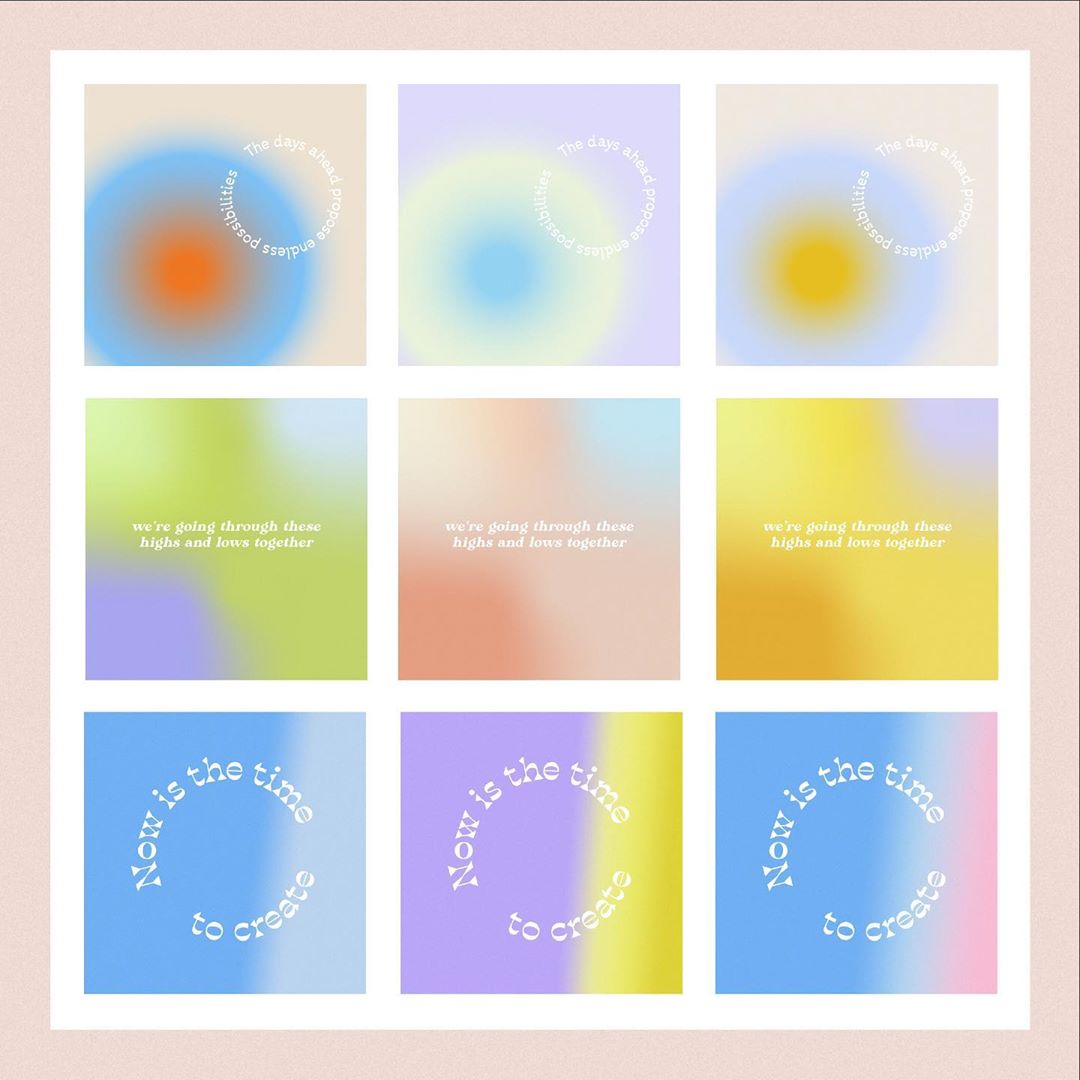 The days ahead propose endless possibilities
The days ahead propose endless possibilities
The days ahead propose endless possibilities
we're going through these
highs and lows together
we're going through these
highs and lows together
we're going through these
highs and lows together
Now is the time
to create
Now is the time
to create
Now is the time
to create